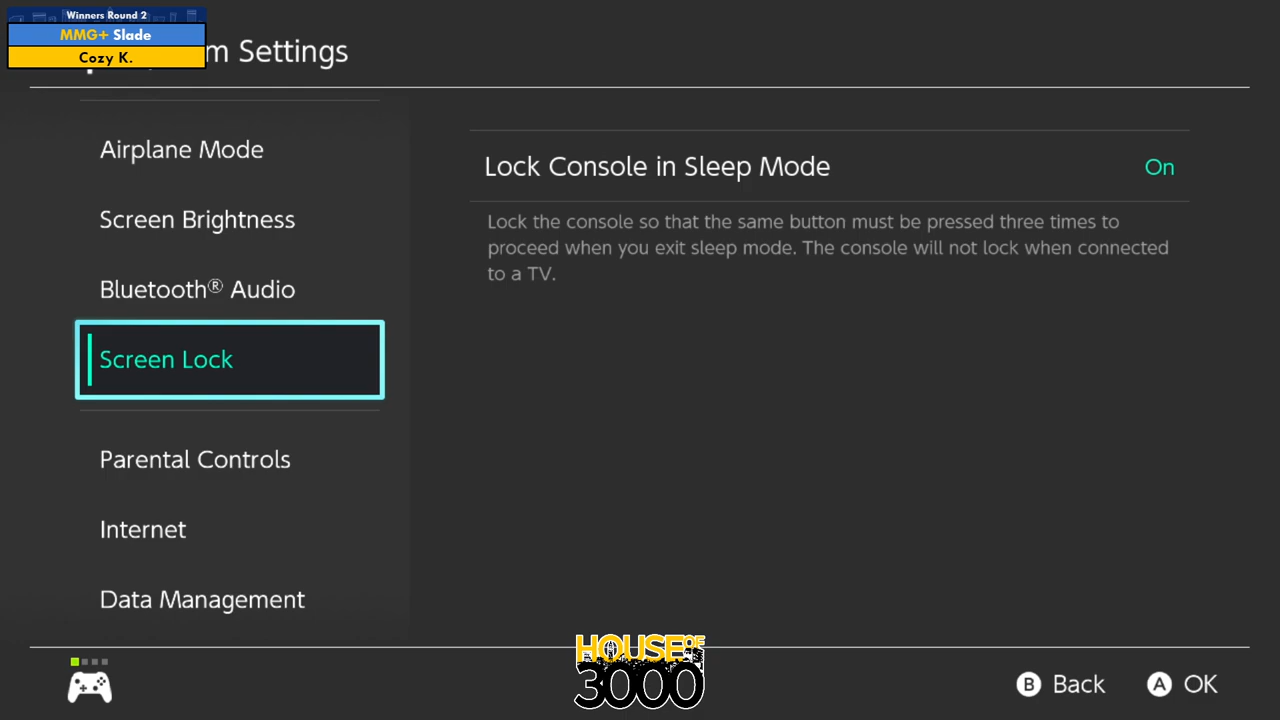 Winners Round 2
MMG+ Slade
Cozy K.
m Settings
Airplane Mode
Screen Brightness
Bluetooth® Audio
Screen Lock
Parental Controls
Internet
Data Management
Lock Console in Sleep Mode
On
Lock the console so that the same button must be pressed three times to
proceed when you exit sleep mode. The console will not lock when connected
to a TV.
HOUSE OF
3000
B Back
A OK